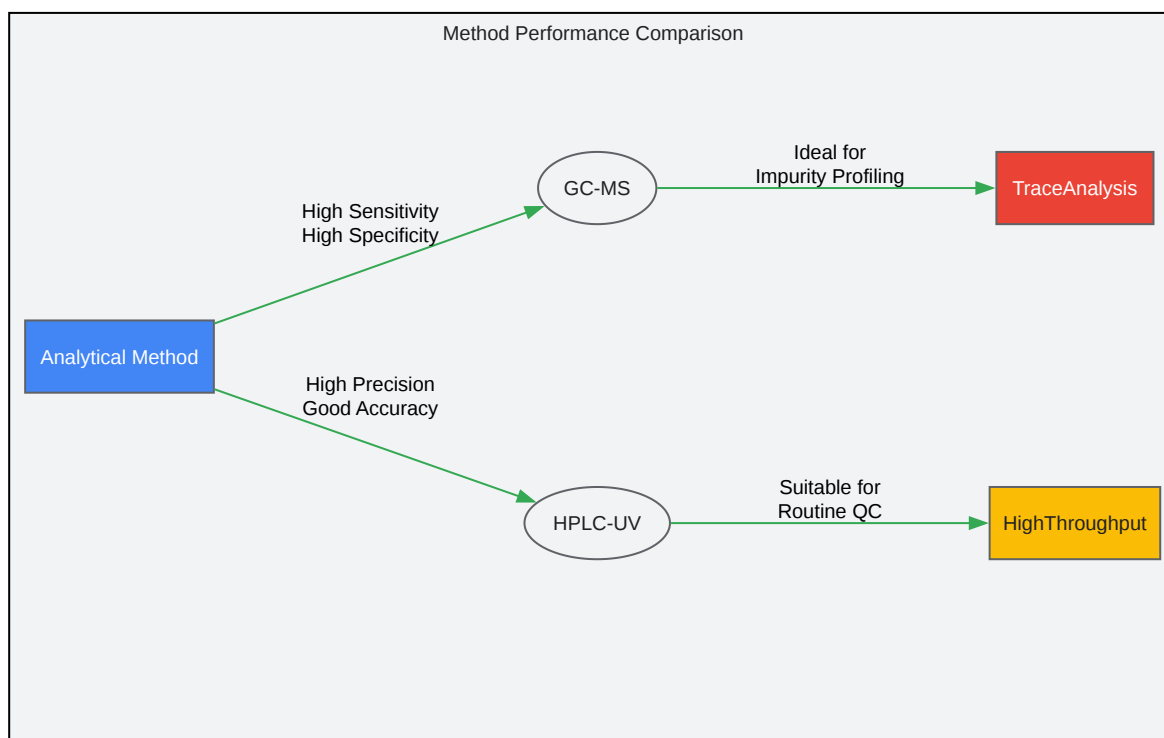 Method Performance Comparison
Ideal for
Impurity Profiling
GC-MS
TraceAnalysis
High Sensitivity
High Specificity
Analytical Method
High Precision
Good Accuracy
Suitable for
Routine QC
HPLC-UV
HighThroughput